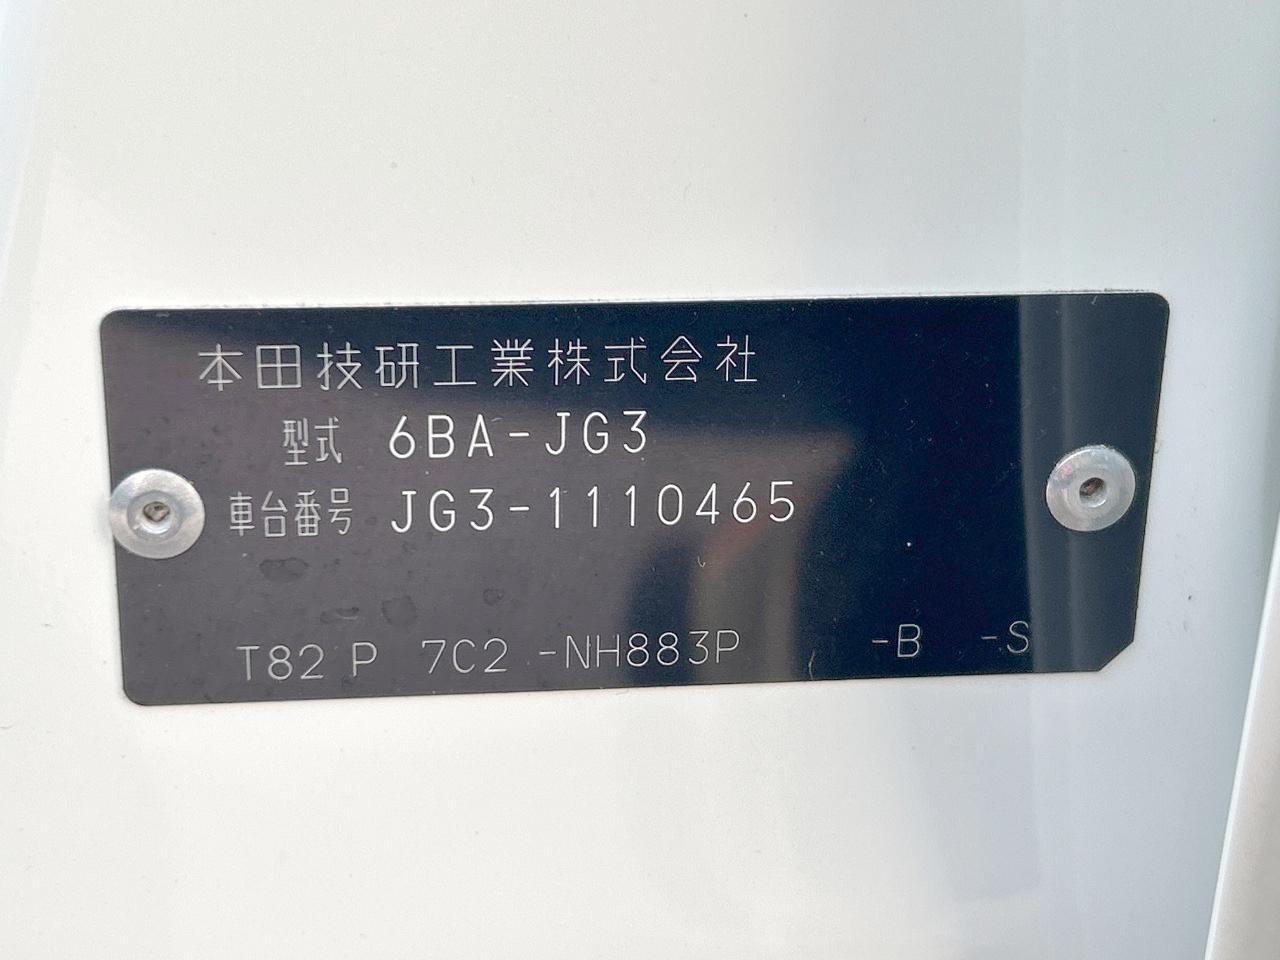 本田技研工業株式会社
型式 6BA-JG3
車台番号 JG3-1110465
T82 P 7C2 -NH883P -B -S